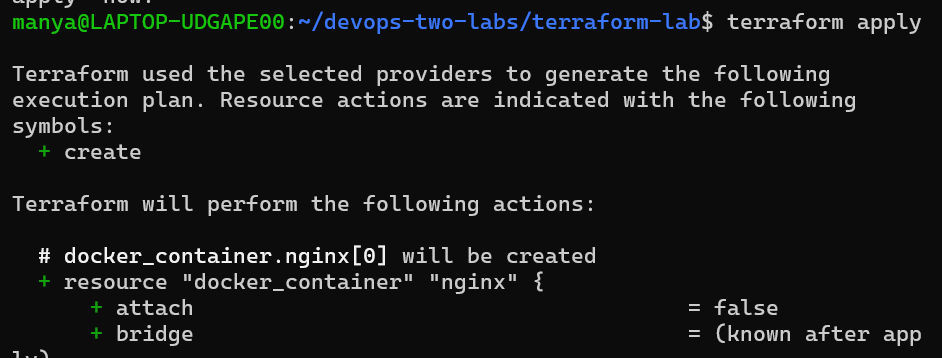 apply" now.
manya@LAPTOP-UDGAPE00:~/devops-two-labs/terraform-lab$ terraform apply
Terraform used the selected providers to generate the following
execution plan. Resource actions are indicated with the following
symbols:
+ create
Terraform will perform the following actions:
# docker_container.nginx[0] will be created
+ resource "docker_container" "nginx" {
+ attach = false
+ bridge = (known after app
ly)